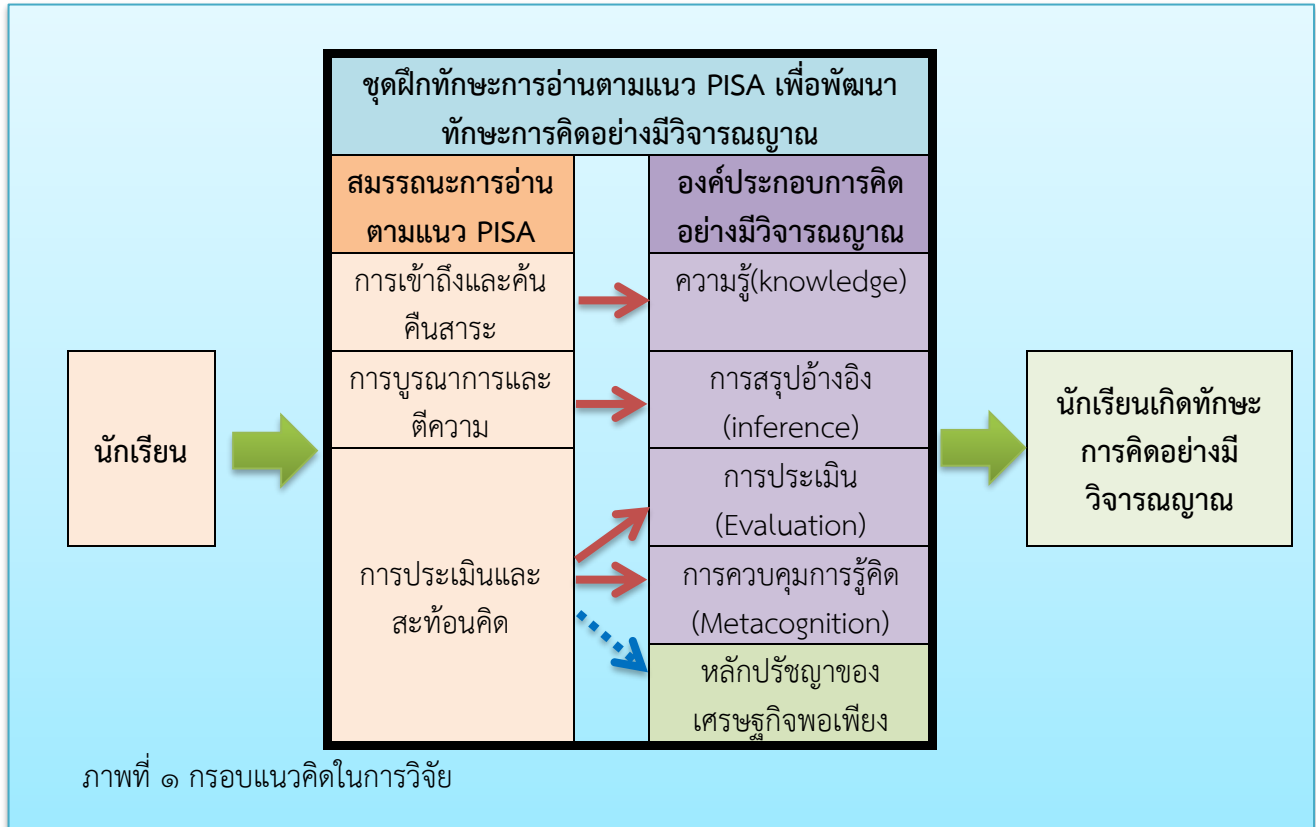 ชุดฝึกทักษะการอ่านตามแนว PISA เพื่อพัฒนา
ทักษะการคิดอย่างมีวิจารณญาณ
สมรรถนะการอ่าน
ตามแนว PISA
องค์ประกอบการคิด
อย่างมีวิจารณญาณ
การเข้าถึงและค้น
คืนสาระ
ความรู้(knowledge)
การบูรณาการและ
ตีความ
การสรุปอ้างอิง
(inference)
นักเรียน
การประเมินและ
สะท้อนคิด
การประเมิน
(Evaluation)
การควบคุมการรู้คิด
(Metacognition)
หลักปรัชญาของ
เศรษฐกิจพอเพียง
นักเรียนเกิดทักษะ
การคิดอย่างมี
วิจารณญาณ
ภาพที่ ๑ กรอบแนวคิดในการวิจัย